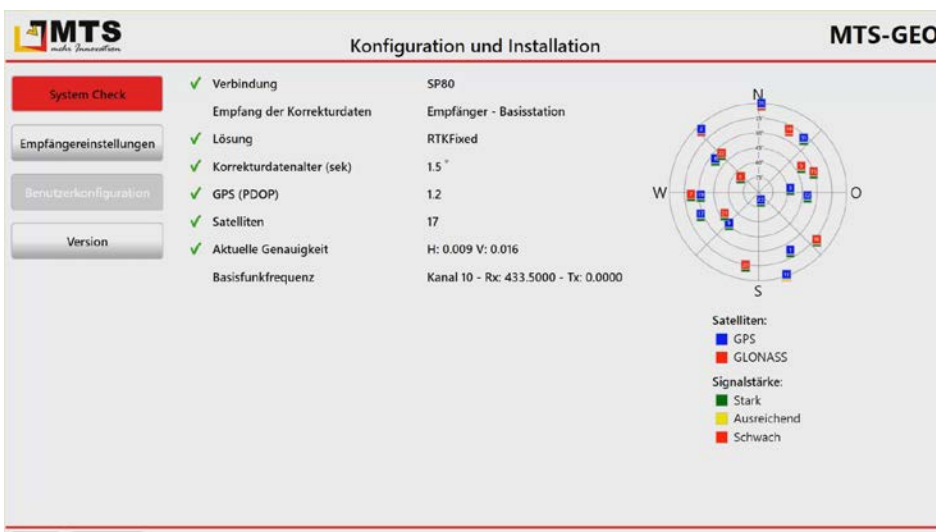 MTS
mehr Innovation
Konfiguration und Installation
MTS-GEO
System Check
Empfängereinstellungen
Benutzerkonfiguration
Version
Verbindung SP80
Empfang der Korrekturdaten Empfänger - Basisstation
Lösung RTKFixed
Korrekturdatenalter (sek) 1.5 "
GPS (PDOP) 1.2
Satelliten 17
Aktuelle Genauigkeit H: 0.009 V: 0.016
Basisfunkfrequenz Kanal 10 - Rx: 433.5000 - Tx: 0.0000
N
W
O
S
Satelliten:
GPS
GLONASS
Signalstärke:
Stark
Ausreichend
Schwach